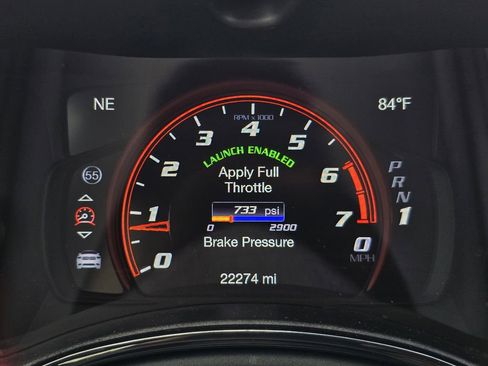 NE
RPM x 1000
84°F
0
1
2
3
4
5
6
7
LAUNCH ENABLED
Apply Full
Throttle
733 psi
0 2900
Brake Pressure
22274 mi
55
P
R
N
1
0
MPH